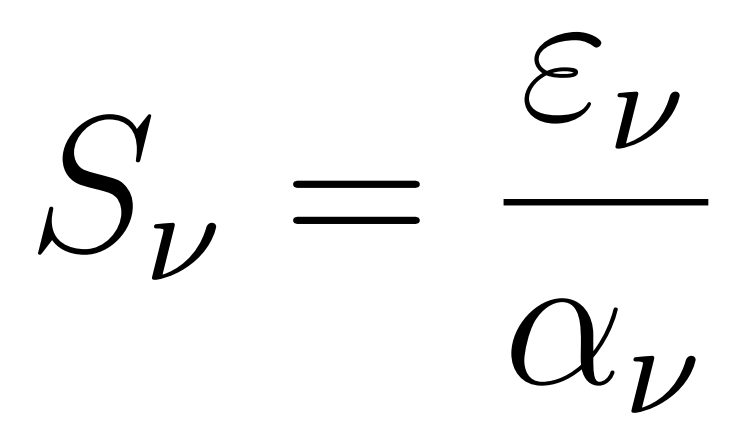 S_ν = ε_ν / α_ν